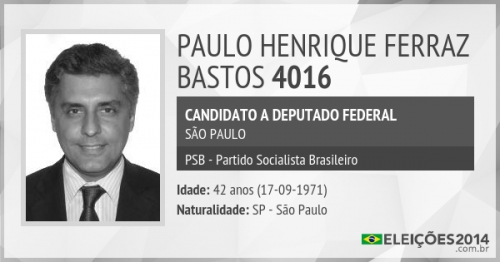 PAULO HENRIQUE FERRAZ
BASTOS 4016
CANDIDATO A DEPUTADO FEDERAL
SÃO PAULO
PSB - Partido Socialista Brasileiro
Idade: 42 anos (17-09-1971)
Naturalidade: SP - São Paulo
ELEIÇÕES2014
.com.br